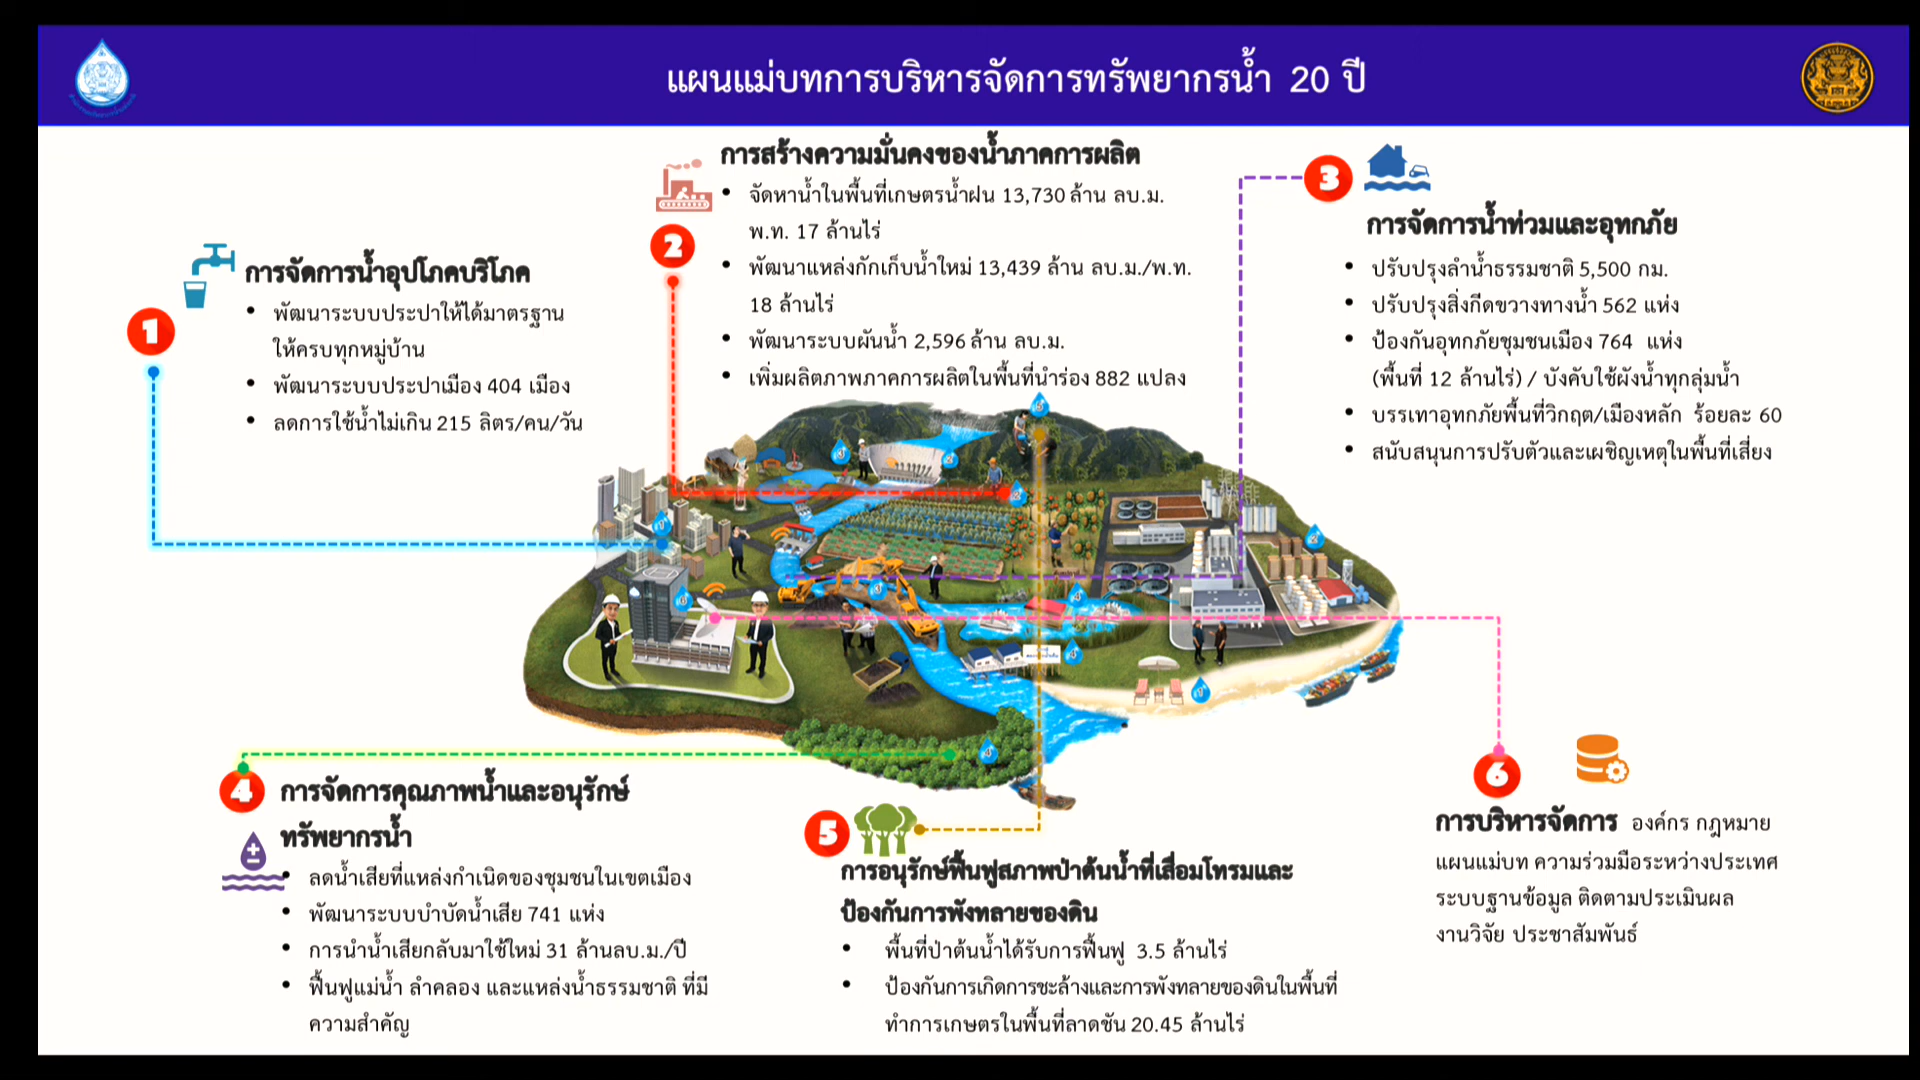 แผนแม่บทการบริหารจัดการทรัพยากรน้ำ 20 ปี
1
การจัดการน้ำอุปโภคบริโภค
• พัฒนาระบบประปาให้ได้มาตรฐาน
ให้ครบทุกหมู่บ้าน
• พัฒนาระบบประปาเมือง 404 เมือง
• ลดการใช้น้ำไม่เกิน 215 ลิตร/คน/วัน
2
การสร้างความมั่นคงของน้ำภาคการผลิต
• จัดหาน้ำในพื้นที่เกษตรน้ำฝน 13,730 ล้าน ลบ.ม.
พ.ท. 17 ล้านไร่
• พัฒนาแหล่งกักเก็บน้ำใหม่ 13,439 ล้าน ลบ.ม./พ.ท.
18 ล้านไร่
• พัฒนาระบบผันน้ำ 2,596 ล้าน ลบ.ม.
• เพิ่มผลิตภาพภาคการผลิตในพื้นที่นำร่อง 882 แปลง
3
การจัดการน้ำท่วมและอุทกภัย
• ปรับปรุงลำน้ำธรรมชาติ 5,500 กม.
• ปรับปรุงสิ่งกีดขวางทางน้ำ 562 แห่ง
• ป้องกันอุทกภัยชุมชนเมือง 764 แห่ง
(พื้นที่ 12 ล้านไร่) / บังคับใช้ผังน้ำทุกลุ่มน้ำ
• บรรเทาอุทกภัยพื้นที่วิกฤต/เมืองหลัก ร้อยละ 60
• สนับสนุนการปรับตัวและเผชิญเหตุในพื้นที่เสี่ยง
4
การจัดการคุณภาพน้ำและอนุรักษ์
ทรัพยากรน้ำ
• ลดน้ำเสียที่แหล่งกำเนิดของชุมชนในเขตเมือง
• พัฒนาระบบบำบัดน้ำเสีย 741 แห่ง
• การนำน้ำเสียกลับมาใช้ใหม่ 31 ล้านลบ.ม./ปี
• ฟื้นฟูแม่น้ำ ลำคลอง และแหล่งน้ำธรรมชาติ ที่มี
ความสำคัญ
5
การอนุรักษ์ฟื้นฟูสภาพป่าต้นน้ำที่เสื่อมโทรมและ
ป้องกันการพังทลายของดิน
• พื้นที่ป่าต้นน้ำได้รับการฟื้นฟู 3.5 ล้านไร่
• ป้องกันการเกิดการชะล้างและการพังทลายของดินในพื้นที่
ทำการเกษตรในพื้นที่ลาดชัน 20.45 ล้านไร่
6
การบริหารจัดการ องค์กร กฎหมาย
แผนแม่บท ความร่วมมือระหว่างประเทศ
ระบบฐานข้อมูล ติดตามประเมินผล
งานวิจัย ประชาสัมพันธ์